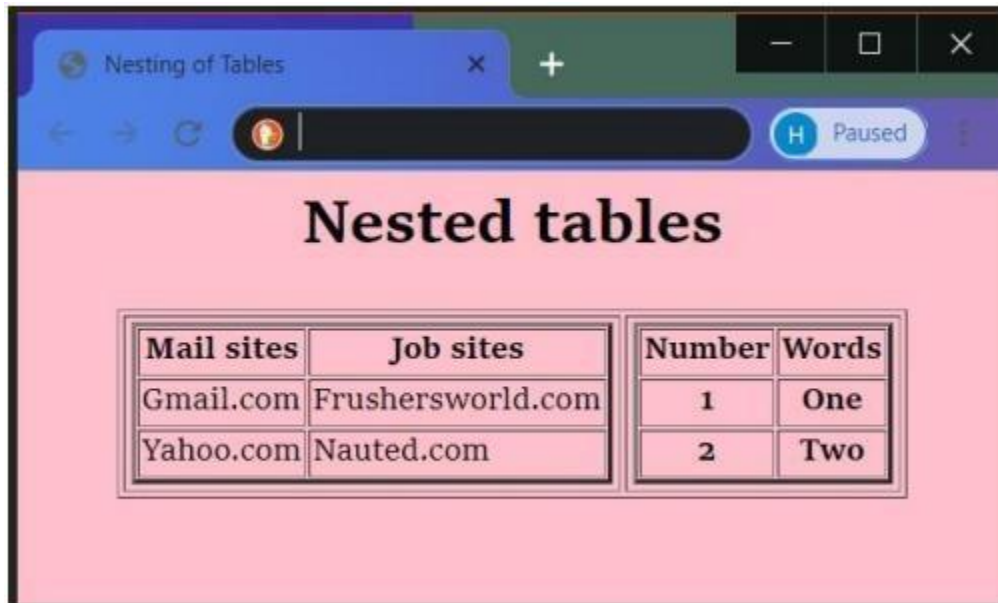 Nesting of Tables
H Paused
Nested tables
Mail sites Job sites Number Words
Gmail.com Frushersworld.com 1 One
Yahoo.com Nauted.com 2 Two